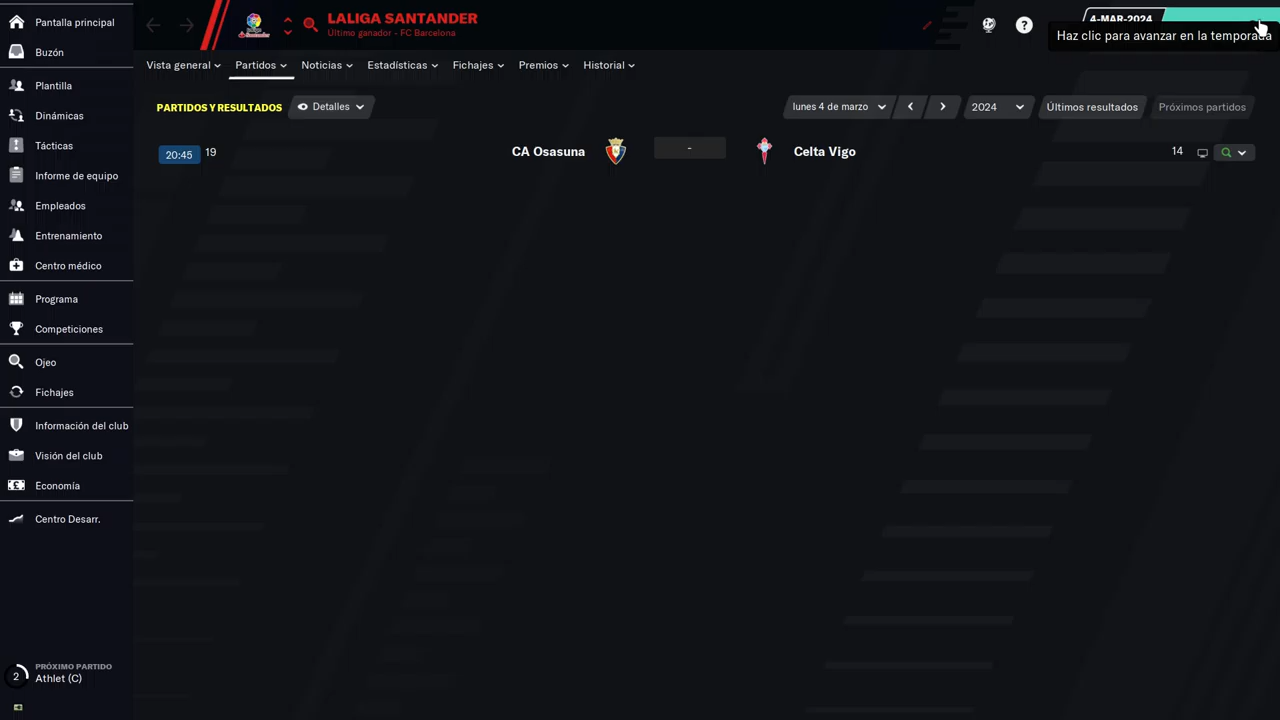 Pantalla principal
Buzón
Plantilla
Dinámicas
Tácticas
Informe de equipo
Empleados
Entrenamiento
Centro médico
Programa
Competiciones
Ojeo
Fichajes
Información del club
Visión del club
Economía
Centro Desarr.
2
PRÓXIMO PARTIDO
Athlet (C)
LALIGA SANTANDER
Último ganador - FC Barcelona
4-MAR-2024
Haz clic para avanzar en la temporada
Vista general Partidos Noticias Estadísticas Fichajes Premios Historial
PARTIDOS Y RESULTADOS Detalles lunes 4 de marzo 2024 Últimos resultados Próximos partidos
20:45 19 CA Osasuna - Celta Vigo 14